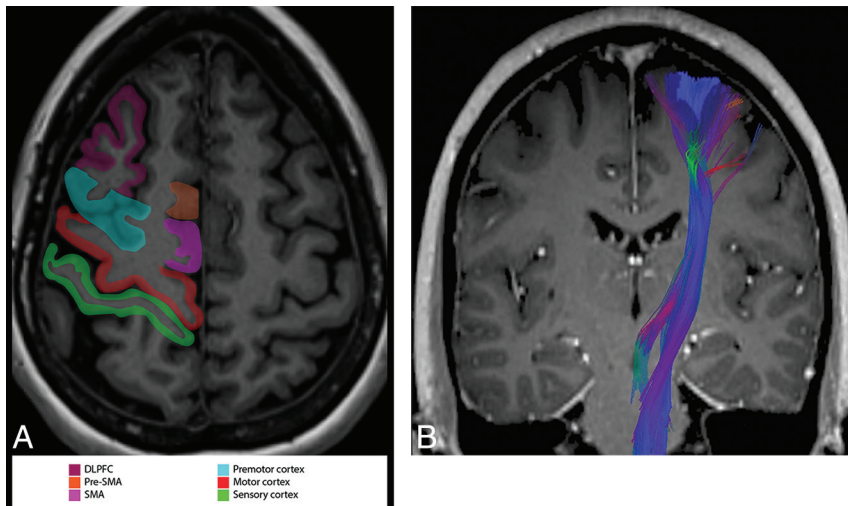 A
B
DLPFC
Pre-SMA
SMA
Premotor cortex
Motor cortex
Sensory cortex